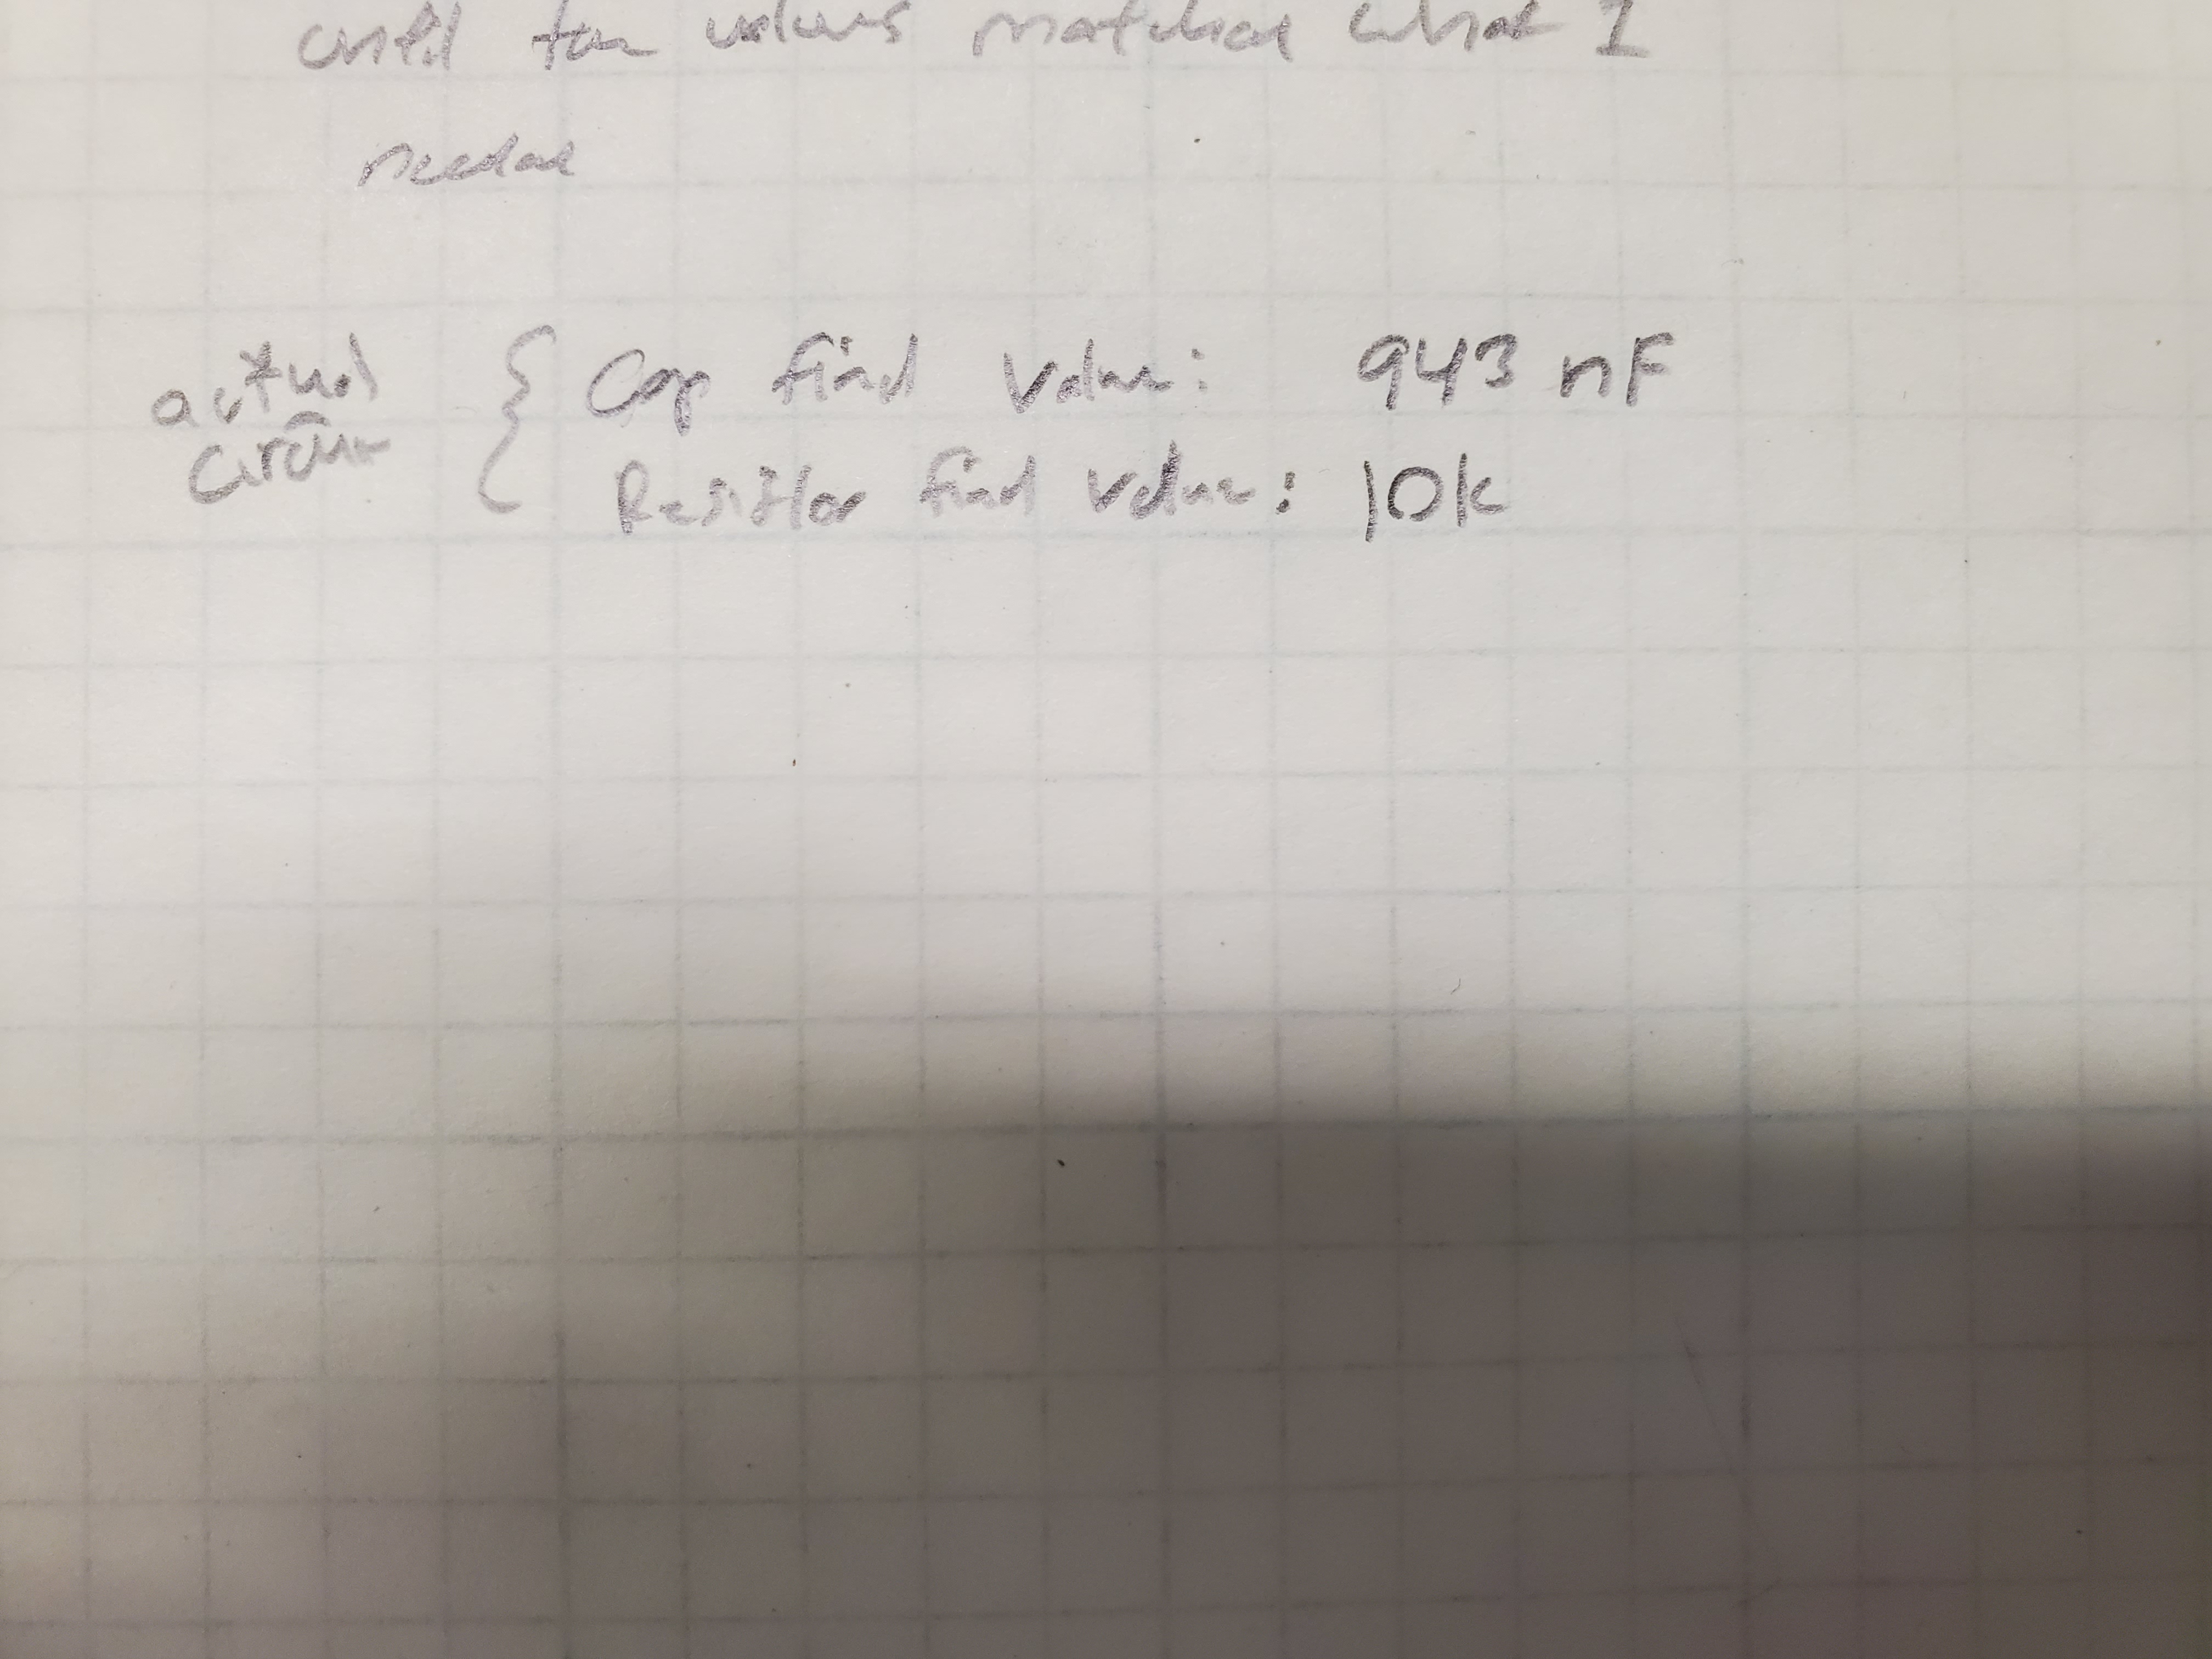 until the values matched what I
needed
actual { Cap final value: 943 nF
circuit Resistor final value: 10k